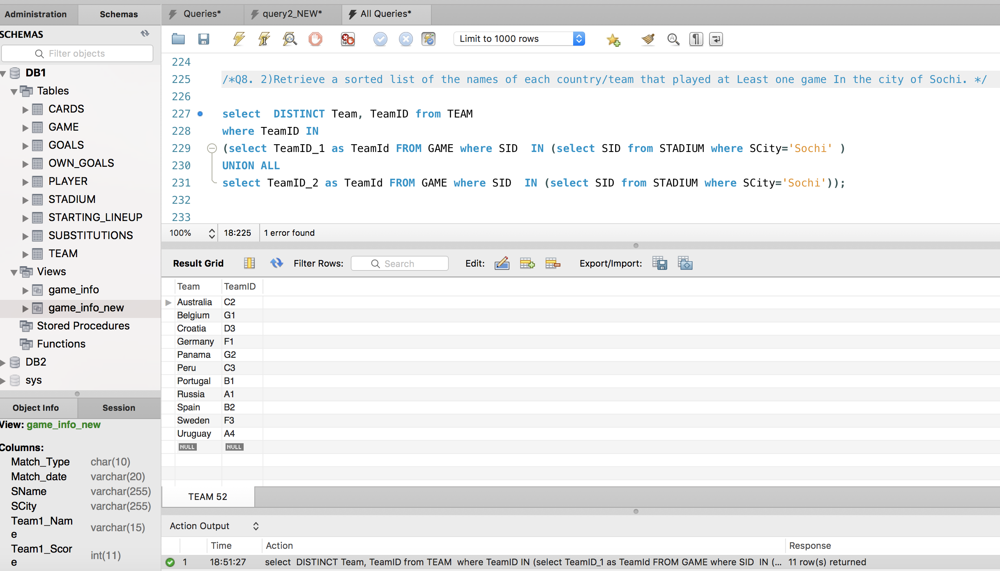 Administration Schemas
SCHEMAS
Filter objects
DB1
Tables
CARDS
GAME
GOALS
OWN_GOALS
PLAYER
STADIUM
STARTING_LINEUP
SUBSTITUTIONS
TEAM
Views
game_info
game_info_new
Stored Procedures
Functions
DB2
sys
Object Info Session
View: game_info_new
Columns:
Match_Type char(10)
Match_date varchar(20)
SName varchar(255)
SCity varchar(255)
Team1_Nam
e varchar(15)
Team1_Scor
e int(11)
Queries* query2_NEW* All Queries*
Limit to 1000 rows
224
225 /*Q8. 2)Retrieve a sorted list of the names of each country/team that played at Least one game In the city of Sochi. */
226
227 select DISTINCT Team, TeamID from TEAM
228 where TeamID IN
229 (select TeamID_1 as TeamId FROM GAME where SID IN (select SID from STADIUM where SCity='Sochi' )
230 UNION ALL
231 select TeamID_2 as TeamId FROM GAME where SID IN (select SID from STADIUM where SCity='Sochi'));
232
233
100% 18:225 1 error found
Result Grid Filter Rows: Search Edit: Export/Import:
Team TeamID
Australia C2
Belgium G1
Croatia D3
Germany F1
Panama G2
Peru C3
Portugal B1
Russia A1
Spain B2
Sweden F3
Uruguay A4
NULL NULL
TEAM 52
Action Output
Time Action Response
1 18:51:27 select DISTINCT Team, TeamID from TEAM where TeamID IN (select TeamID_1 as TeamId FROM GAME where SID IN (... 11 row(s) returned